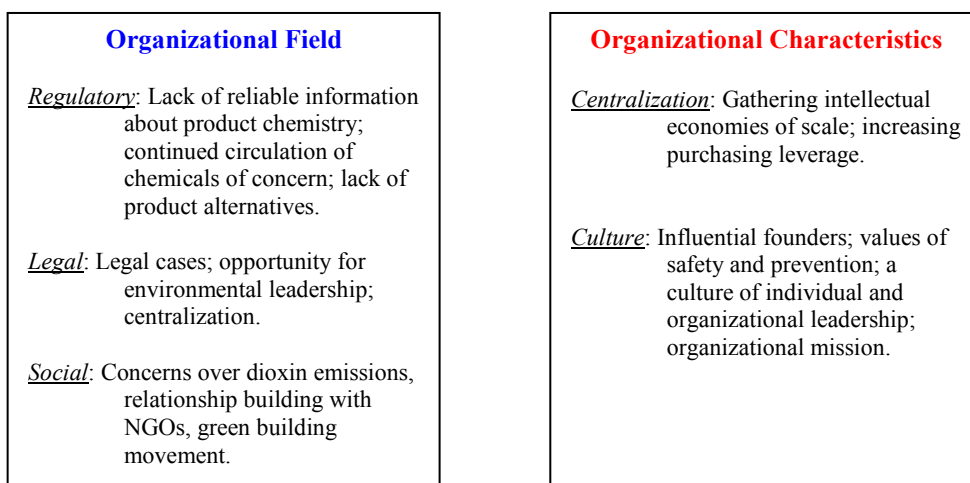 Organizational Field
Regulatory: Lack of reliable information
about product chemistry;
continued circulation of
chemicals of concern; lack of
product alternatives.
Legal: Legal cases; opportunity for
environmental leadership;
centralization.
Social: Concerns over dioxin emissions,
relationship building with
NGOs, green building
movement.
Organizational Characteristics
Centralization: Gathering intellectual
economies of scale; increasing
purchasing leverage.
Culture: Influential founders; values of
safety and prevention; a
culture of individual and
organizational leadership;
organizational mission.